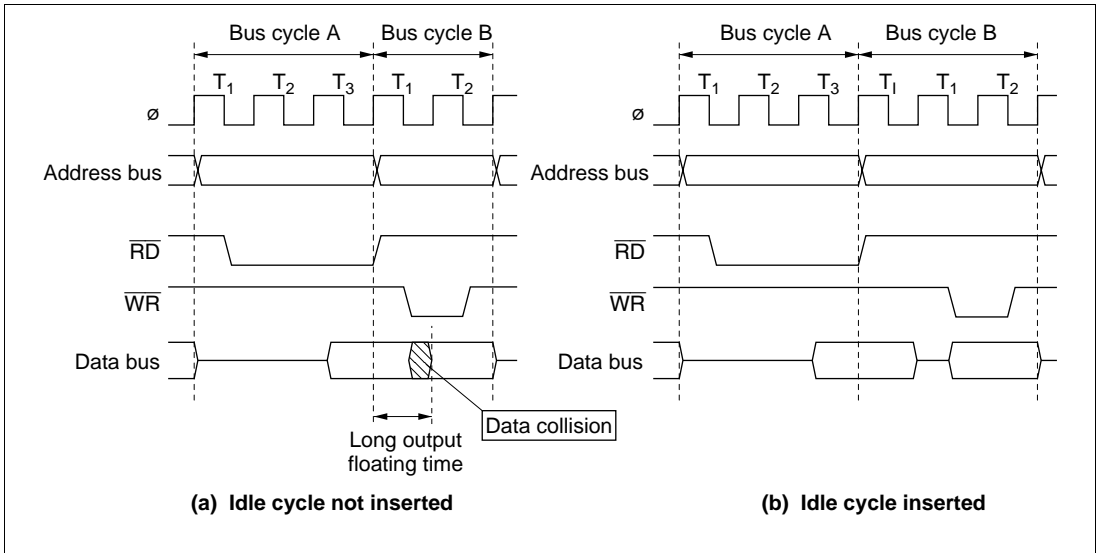 Bus cycle A Bus cycle B
T1 T2 T3 T1 T2
ø
Address bus
RD
WR
Data bus
Data collision
Long output
floating time
(a) Idle cycle not inserted
Bus cycle A Bus cycle B
T1 T2 T3 TI T1 T2
ø
Address bus
RD
WR
Data bus
(b) Idle cycle inserted